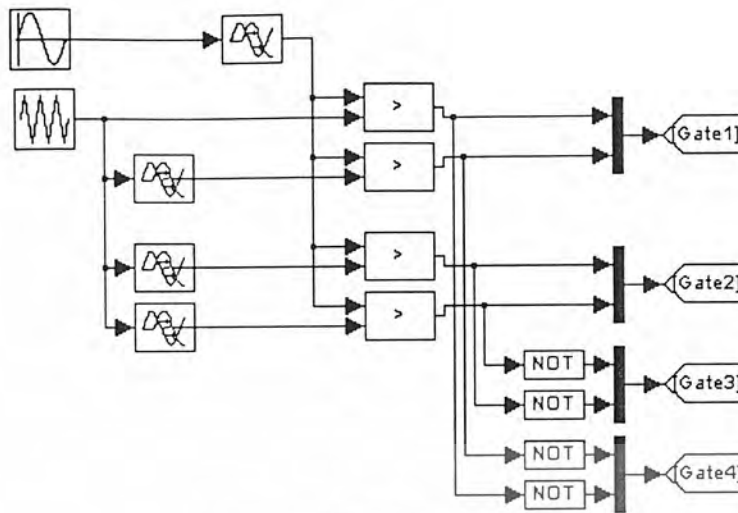 >
[Gate1]
>
>
[Gate2]
>
NOT
[Gate3]
NOT
NOT
[Gate4]
NOT